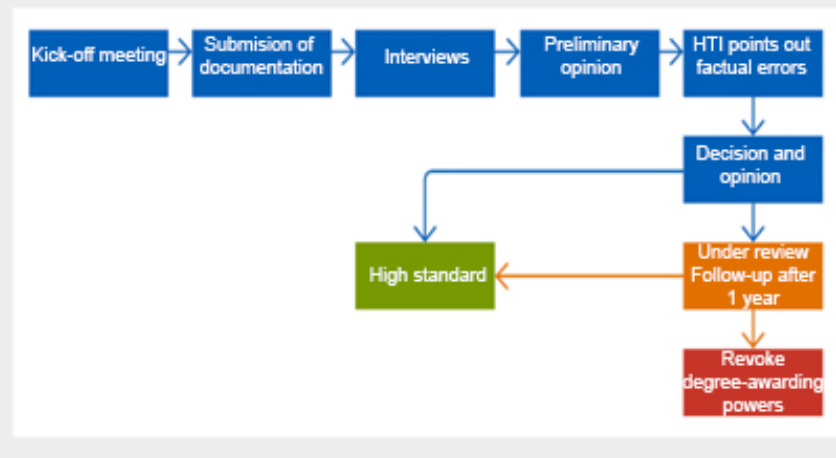 Kick-off meeting
Submision of
documentation
Interviews
Preliminary
opinion
HTI points out
factual errors
Decision and
opinion
High standard
Under review
Follow-up after
1 year
Revoke
degree-awarding
powers